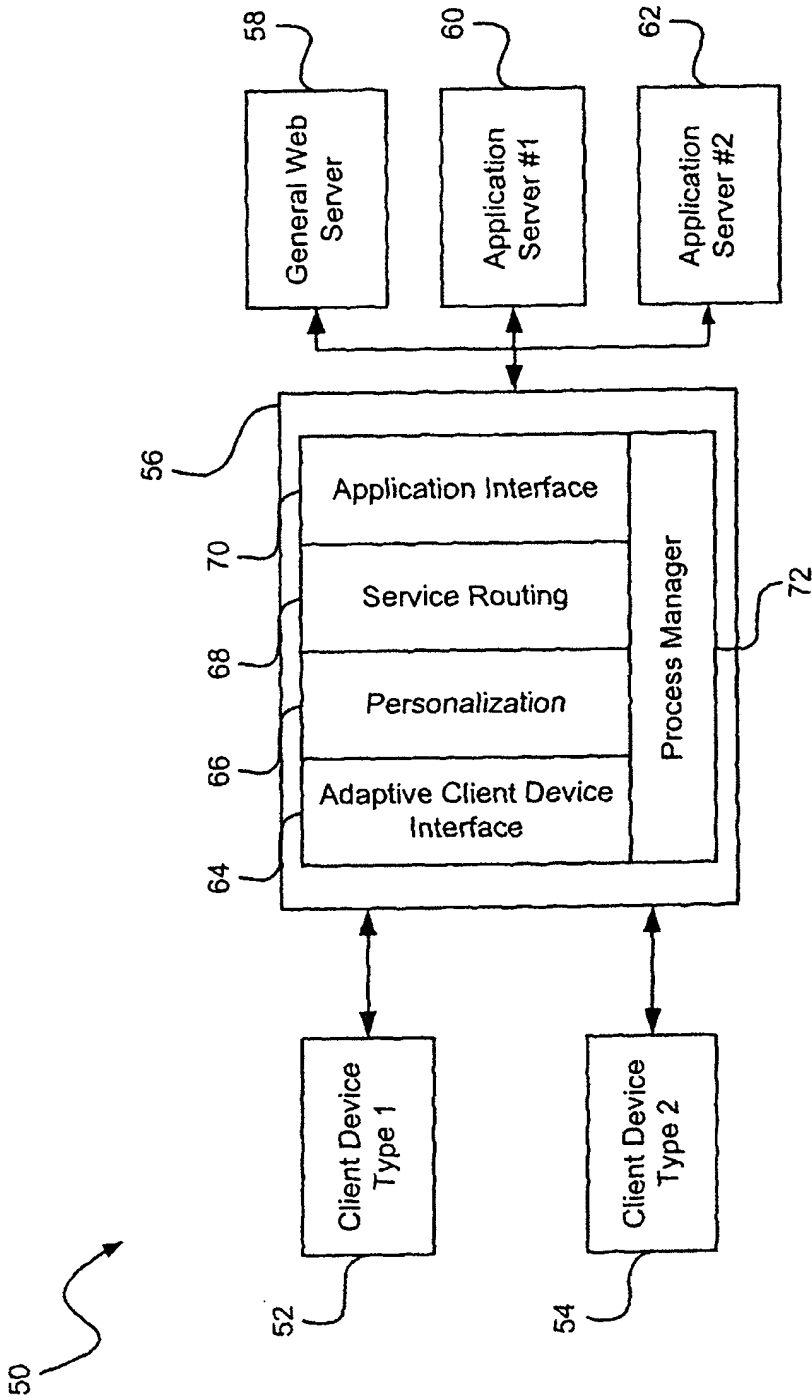 50
52
Client Device
Type 1
54
Client Device
Type 2
56
64
Adaptive Client Device
Interface
66
Personalization
68
Service Routing
70
Application Interface
Process Manager
72
General Web
Server
58
Application
Server #1
60
Application
Server #2
62